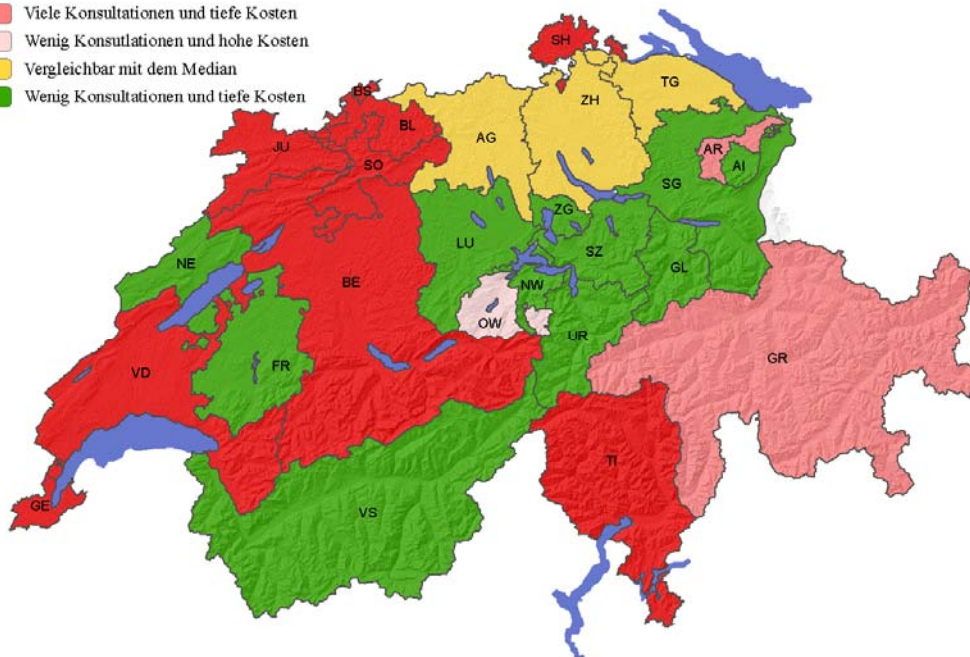 Viele Konsultationen und tiefe Kosten
Wenig Konsutlationen und hohe Kosten
Vergleichbar mit dem Median
Wenig Konsultationen und tiefe Kosten
SH
BS
BL
JU
SO
AG
ZH
TG
AR
AI
SG
NE
LU
ZG
SZ
GL
BE
NW
OW
UR
FR
VD
GR
TI
GE
VS